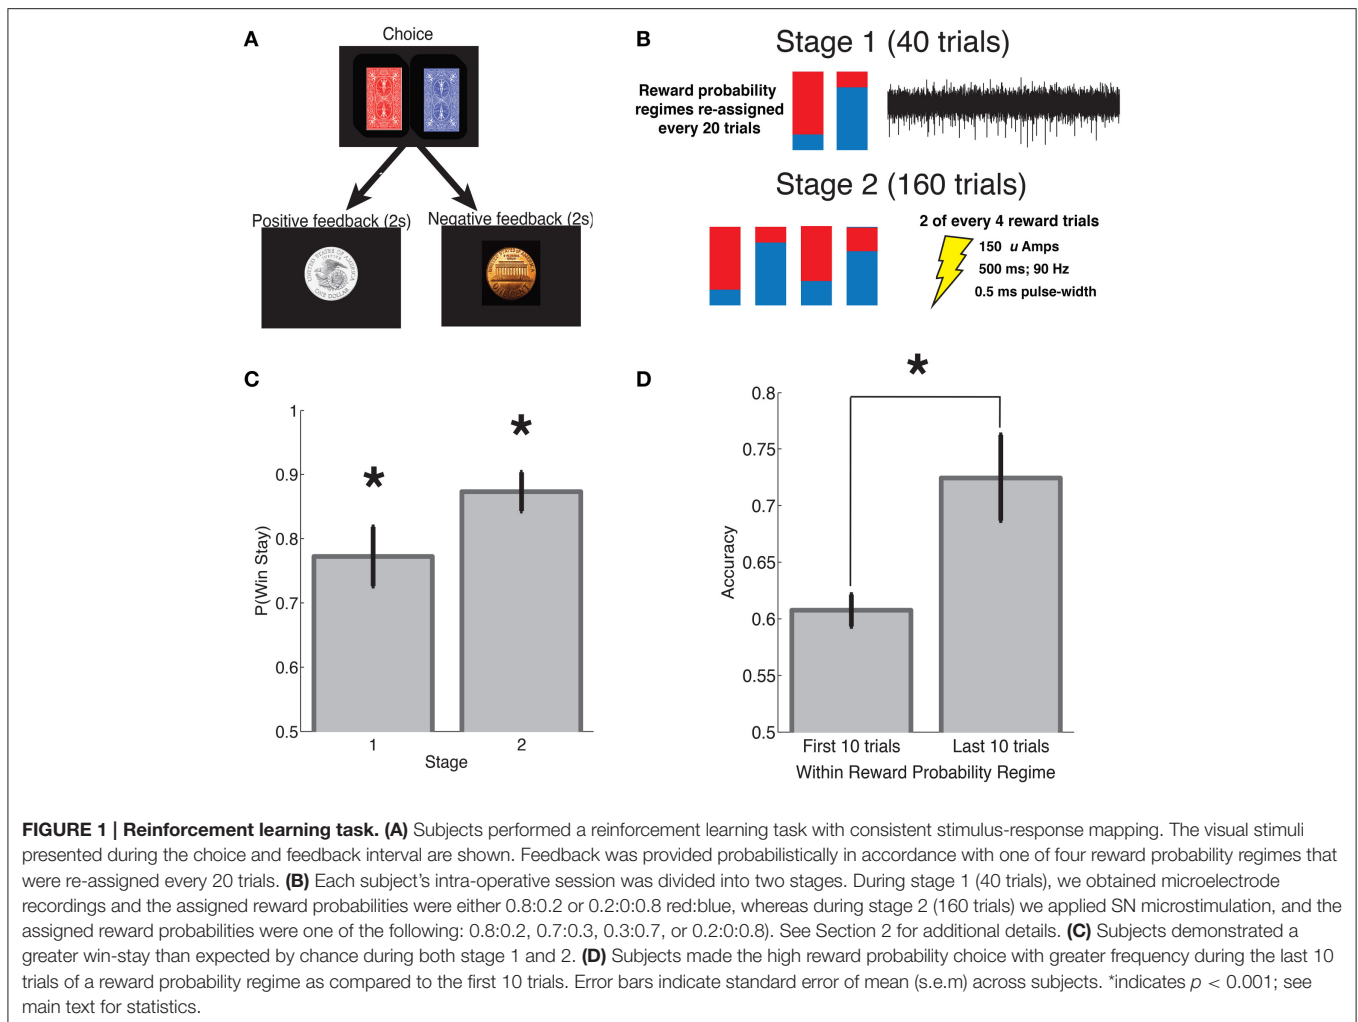 A
Choice
Positive feedback (2s)
Negative feedback (2s)
UNITED STATES OF AMERICA
ONE DOLLAR
ONE CENT
B
Stage 1 (40 trials)
Reward probability
regimes re-assigned
every 20 trials
Stage 2 (160 trials)
2 of every 4 reward trials
150 u Amps
500 ms; 90 Hz
0.5 ms pulse-width
C
P(Win Stay)
1
0.9
0.8
0.7
0.6
0.5
1
2
Stage
D
Accuracy
0.8
0.75
0.7
0.65
0.6
0.55
0.5
*
*
*
First 10 trials
Last 10 trials
Within Reward Probability Regime
FIGURE 1 | Reinforcement learning task. (A) Subjects performed a reinforcement learning task with consistent stimulus-response mapping. The visual stimuli
presented during the choice and feedback interval are shown. Feedback was provided probabilistically in accordance with one of four reward probability regimes that
were re-assigned every 20 trials. (B) Each subject's intra-operative session was divided into two stages. During stage 1 (40 trials), we obtained microelectrode
recordings and the assigned reward probabilities were either 0.8:0.2 or 0.2:0:0.8 red:blue, whereas during stage 2 (160 trials) we applied SN microstimulation, and the
assigned reward probabilities were one of the following: 0.8:0.2, 0.7:0.3, 0.3:0.7, or 0.2:0:0.8). See Section 2 for additional details. (C) Subjects demonstrated a
greater win-stay than expected by chance during both stage 1 and 2. (D) Subjects made the high reward probability choice with greater frequency during the last 10
trials of a reward probability regime as compared to the first 10 trials. Error bars indicate standard error of mean (s.e.m) across subjects. *indicates p < 0.001; see
main text for statistics.